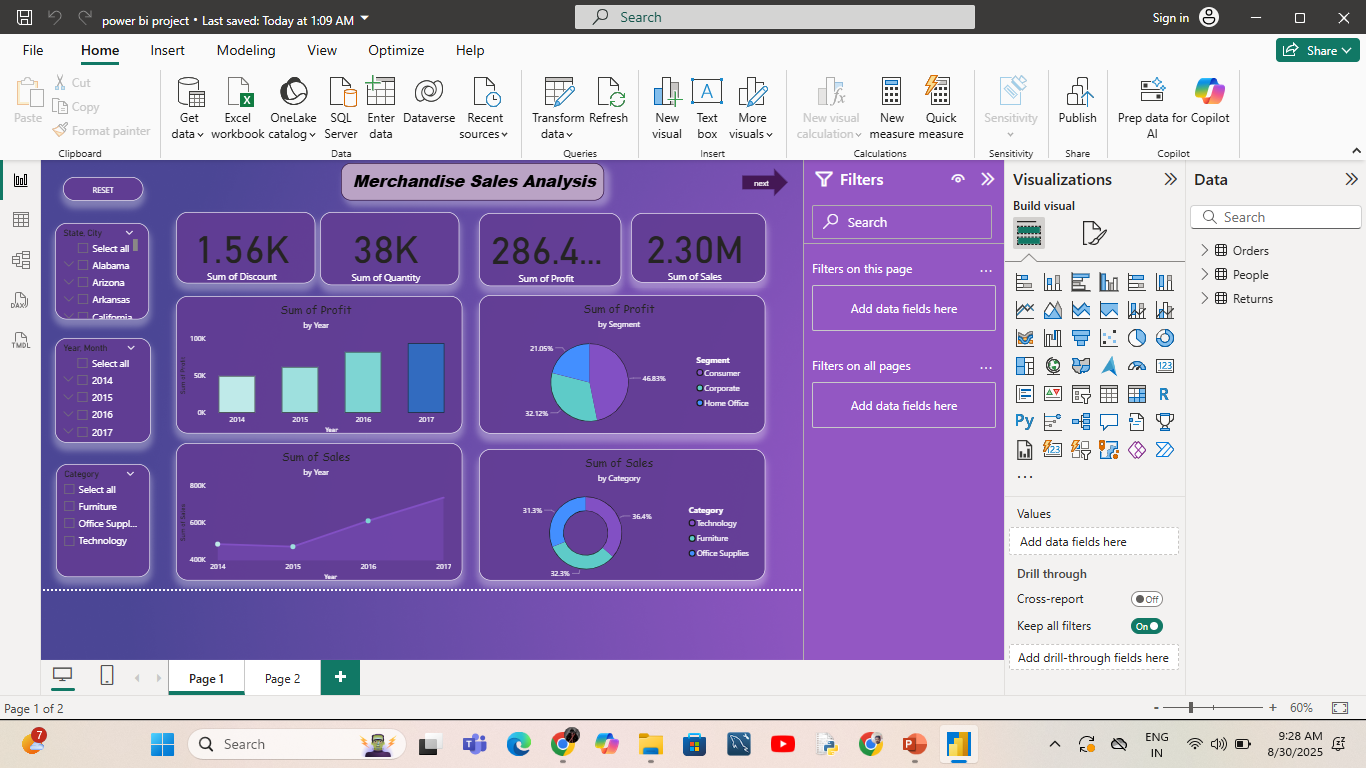 power bi project • Last saved: Today at 1:09 AM
Search
Sign in
File
Home
Insert
Modeling
View
Optimize
Help
Share
Paste
Cut
Copy
Format painter
Clipboard
Get data
Excel workbook
OneLake catalog
SQL Server
Enter data
Dataverse
Recent sources
Data
Transform data
Refresh
Queries
New visual
Text box
More visuals
Insert
New visual calculation
New measure
Quick measure
Calculations
Sensitivity
Sensitivity
Publish
Share
Prep data for AI
Copilot
Copilot
RESET
Merchandise Sales Analysis
next
State, City
Select all
Alabama
Arizona
Arkansas
California
Year, Month
Select all
2014
2015
2016
2017
Category
Select all
Furniture
Office Suppl...
Technology
1.56K
Sum of Discount
38K
Sum of Quantity
286.4...
Sum of Profit
2.30M
Sum of Sales
Sum of Profit
by Year
Sum of Profit
100K
50K
0K
2014
2015
2016
2017
Year
Sum of Profit
by Segment
21.05%
46.83%
32.12%
Segment
Consumer
Corporate
Home Office
Sum of Sales
by Year
Sum of Sales
800K
600K
400K
2014
2015
2016
2017
Year
Sum of Sales
by Category
31.3%
36.4%
32.3%
Category
Technology
Furniture
Office Supplies
Filters
Search
Filters on this page
...
Add data fields here
Filters on all pages
...
Add data fields here
Visualizations
Build visual
123
R
Py
123
...
Values
Add data fields here
Drill through
Cross-report
Off
Keep all filters
On
Add drill-through fields here
Data
Search
Orders
People
Returns
DAX
TMDL
Page 1
Page 2
+
Page 1 of 2
-
+
60%
7
Search
ENG
IN
9:28 AM
8/30/2025